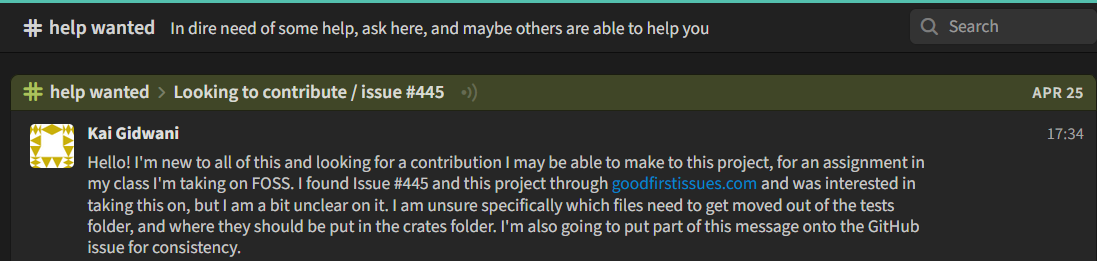 # help wanted In dire need of some help, ask here, and maybe others are able to help you Search
# help wanted > Looking to contribute / issue #445 APR 25
Kai Gidwani 17:34
Hello! I'm new to all of this and looking for a contribution I may be able to make to this project, for an assignment in
my class I'm taking on FOSS. I found Issue #445 and this project through goodfirstissues.com and was interested in
taking this on, but I am a bit unclear on it. I am unsure specifically which files need to get moved out of the tests
folder, and where they should be put in the crates folder. I'm also going to put part of this message onto the GitHub
issue for consistency.